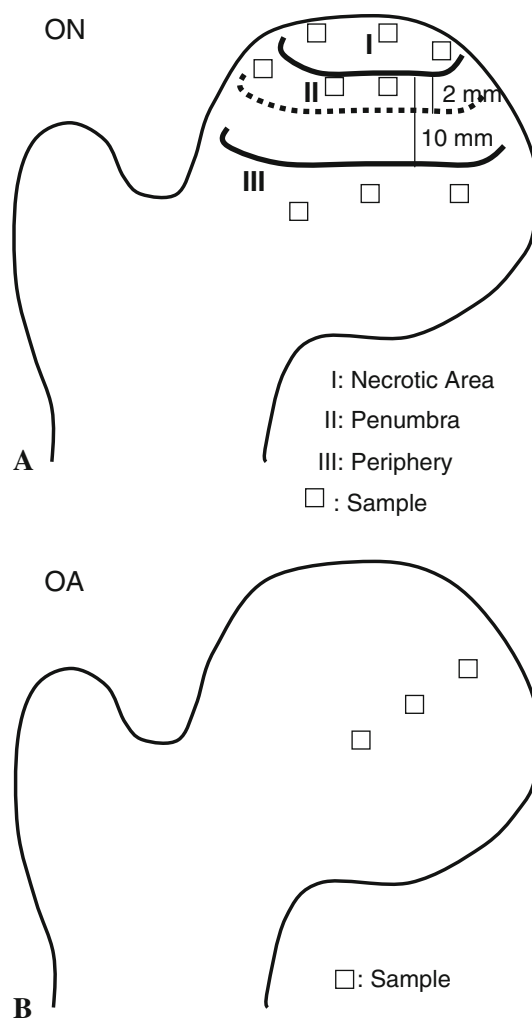 ON
I
II
2 mm
10 mm
III
I: Necrotic Area
II: Penumbra
III: Periphery
: Sample
A
OA
: Sample
B